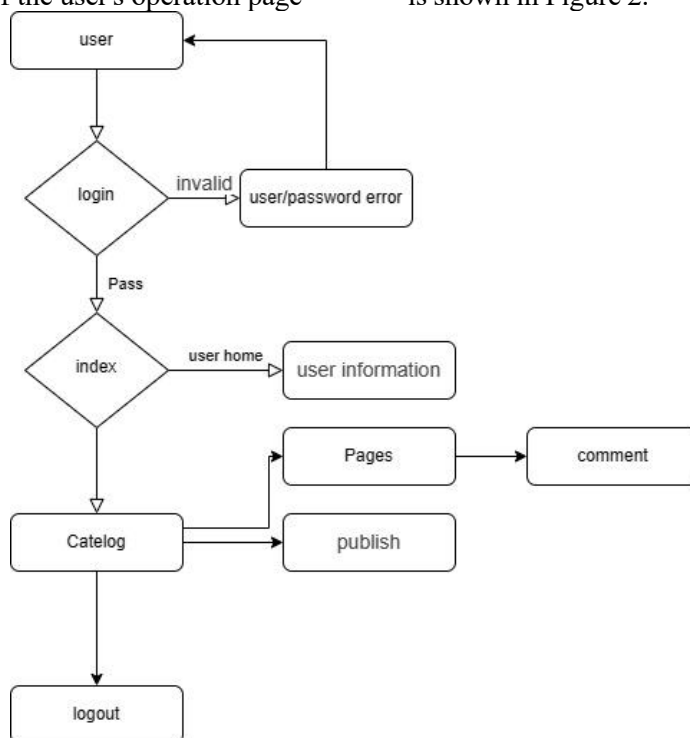 the user's operation page is shown in Figure 2.
user
login
invalid
user/password error
Pass
index
user home
user information
Pages
comment
Catelog
publish
logout